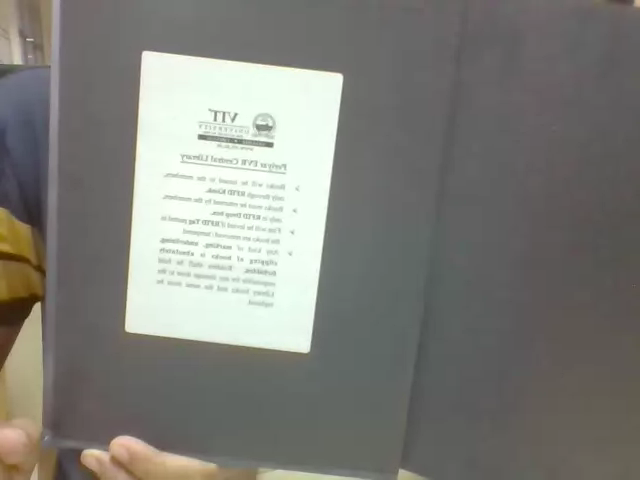 VIT
UNIVERSITY
Periyar EVR Central Library
Books will be issued to the members,
only through RFID Kiosk.
Books must be returned by the members,
only in RFID Drop box.
Fine will be levied if RFID Tag pasted in
the books are removed / tampered.
Any kind of marking, underlining,
clipping of books is absolutely
forbidden. Readers shall be held
responsible for any damage done to the
Library books and the same must be
replaced.